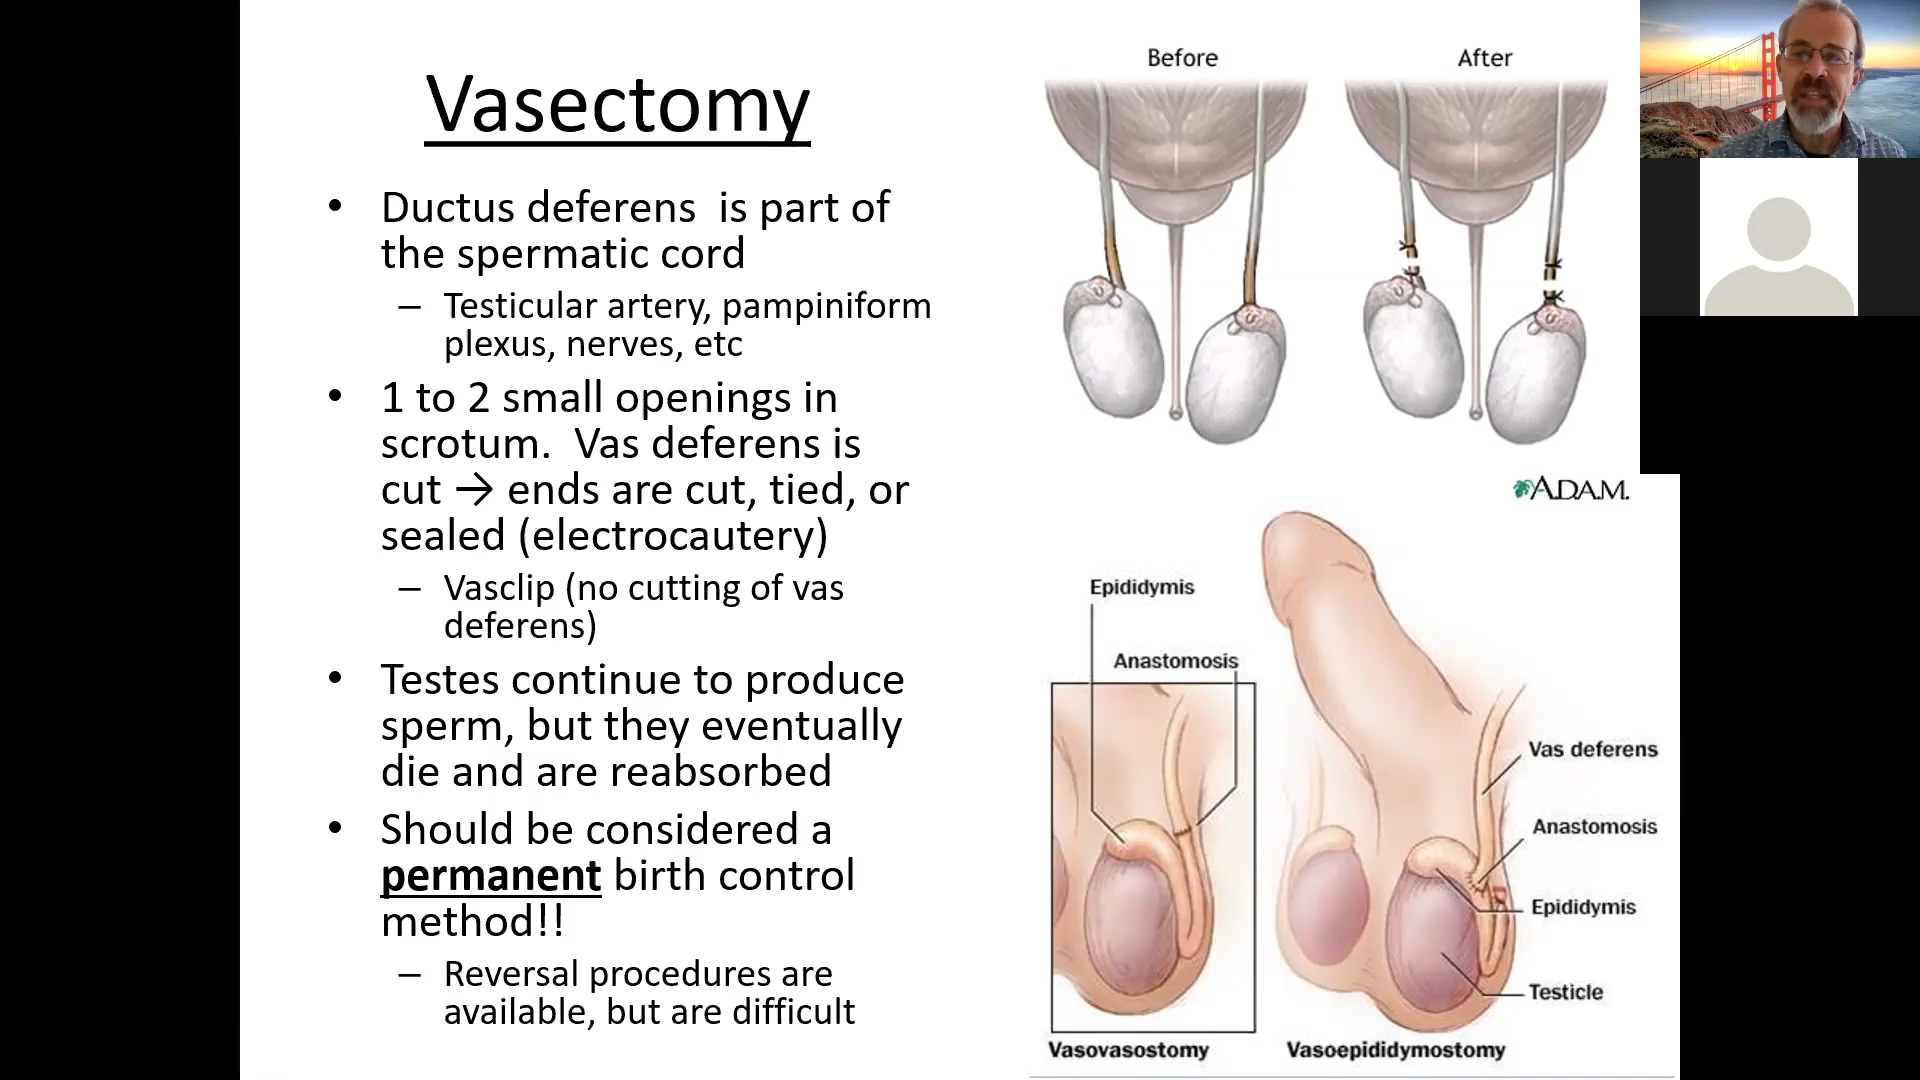 Vasectomy
• Ductus deferens  is part of
the spermatic cord
– Testicular artery, pampiniform
plexus, nerves, etc
• 1 to 2 small openings in
scrotum.  Vas deferens is
cut → ends are cut, tied, or
sealed (electrocautery)
– Vasclip (no cutting of vas
deferens)
• Testes continue to produce
sperm, but they eventually
die and are reabsorbed
• Should be considered a
permanent birth control
method!!
– Reversal procedures are
available, but are difficult
Before
After
A.D.A.M.
Epididymis
Anastomosis
Vas deferens
Anastomosis
Epididymis
Testicle
Vasovasostomy
Vasoepididymostomy